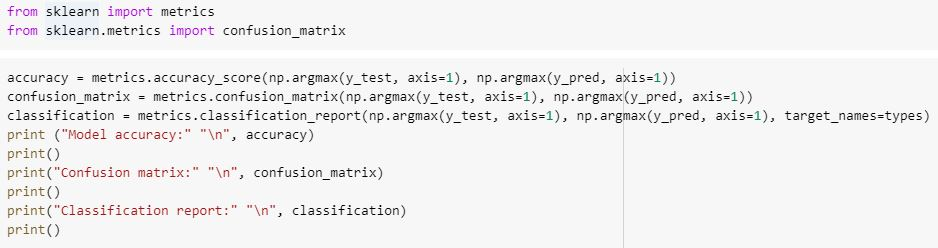 from sklearn import metrics
from sklearn.metrics import confusion_matrix
accuracy = metrics.accuracy_score(np.argmax(y_test, axis=1), np.argmax(y_pred, axis=1))
confusion_matrix = metrics.confusion_matrix(np.argmax(y_test, axis=1), np.argmax(y_pred, axis=1))
classification = metrics.classification_report(np.argmax(y_test, axis=1), np.argmax(y_pred, axis=1), target_names=types)
print ("Model accuracy:" "\n", accuracy)
print()
print("Confusion matrix:" "\n", confusion_matrix)
print()
print("Classification report:" "\n", classification)
print()